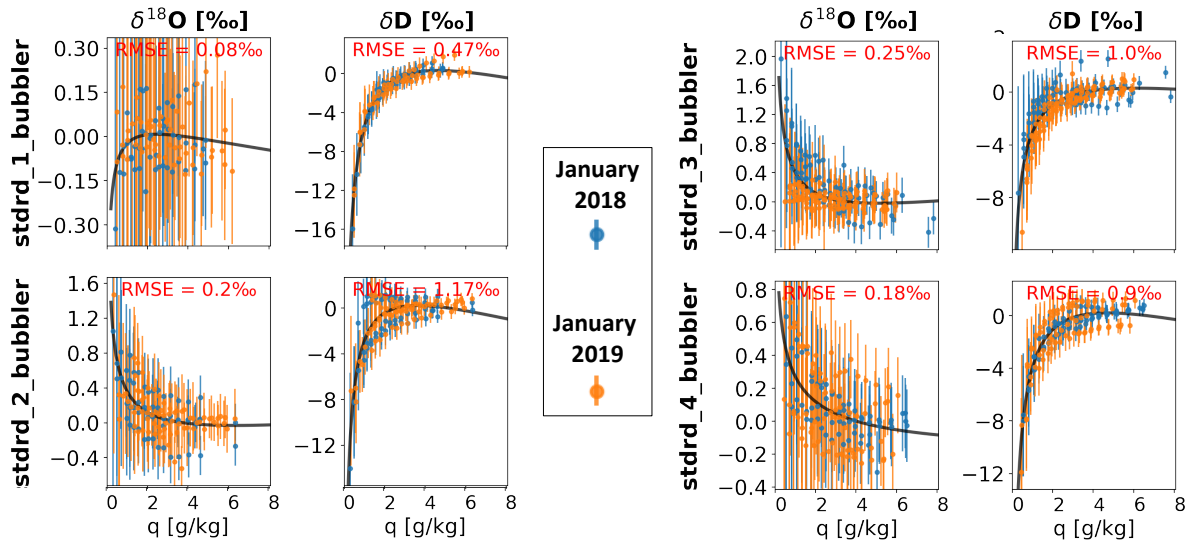 δ¹⁸O [‰]
δD [‰]
δ¹⁸O [‰]
δD [‰]
stdrd_1_bubbler
RMSE = 0.08‰
0.30
0.15
0.00
−0.15
−0.30
RMSE = 0.47‰
0
−4
−8
−12
−16
January
2018
January
2019
stdrd_3_bubbler
RMSE = 0.25‰
2.0
1.6
1.2
0.8
0.4
0.0
−0.4
RMSE = 1.0‰
0
−4
−8
stdrd_2_bubbler
RMSE = 0.2‰
1.6
1.2
0.8
0.4
0.0
−0.4
0 2 4 6 8
q [g/kg]
RMSE = 1.17‰
0
−4
−8
−12
0 2 4 6 8
q [g/kg]
stdrd_4_bubbler
RMSE = 0.18‰
0.8
0.6
0.4
0.2
0.0
−0.2
−0.4
0 2 4 6 8
q [g/kg]
RMSE = 0.9‰
0
−4
−8
−12
0 2 4 6 8
q [g/kg]